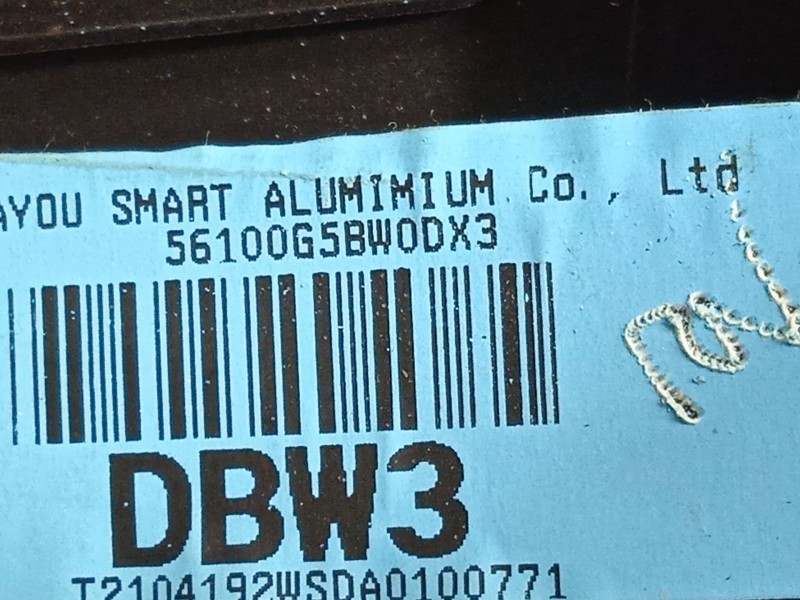 AYOU SMART ALUMIMIUM Co., Ltd
56100G5BW0DX3
DBW3
T2104192WSDA0100771